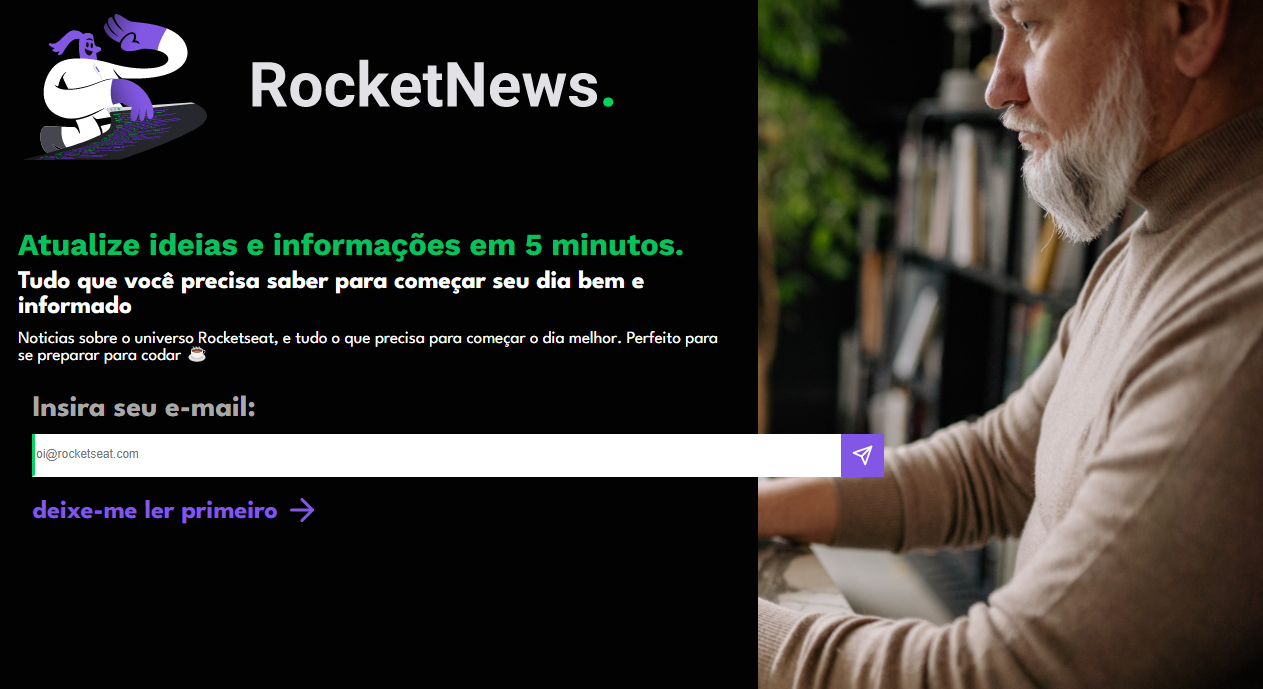 RocketNews.
Atualize ideias e informações em 5 minutos.
Tudo que você precisa saber para começar seu dia bem e
informado
Noticias sobre o universo Rocketseat, e tudo o que precisa para começar o dia melhor. Perfeito para
se preparar para codar ☕
Insira seu e-mail:
oi@rocketseat.com
deixe-me ler primeiro